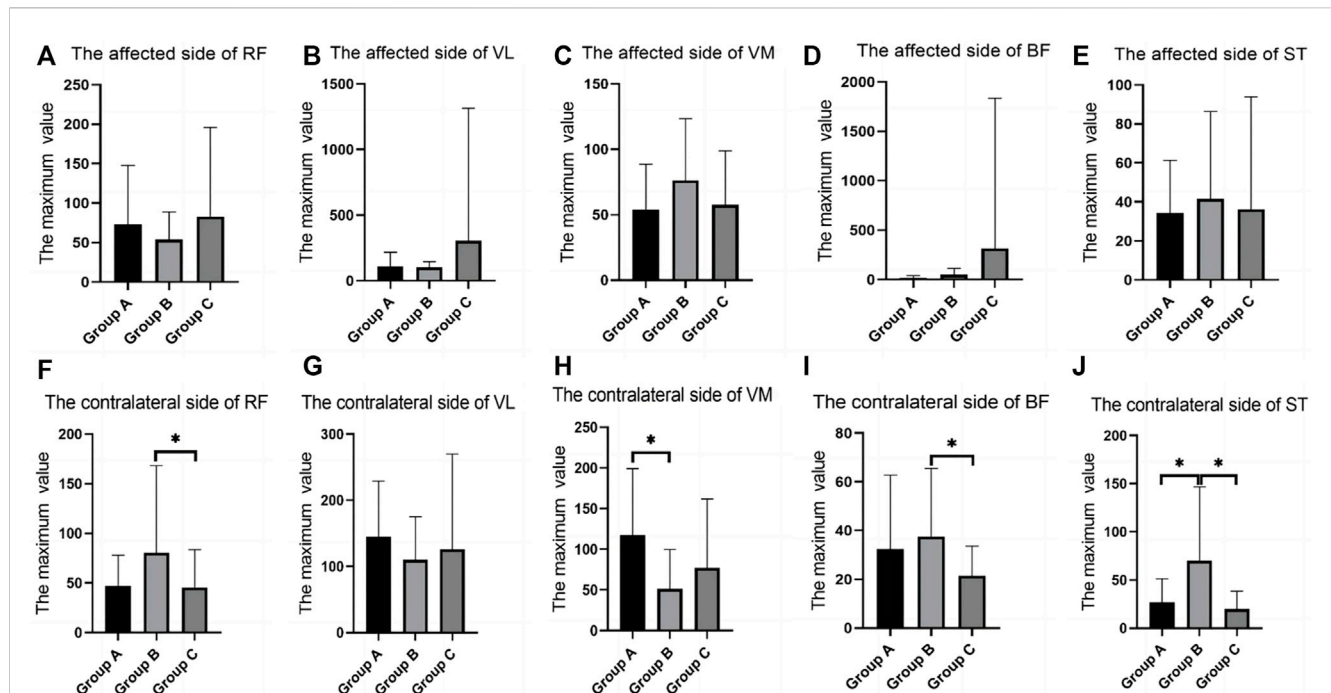 A The affected side of RF
The maximum value
250
200
150
100
50
0
Group A
Group B
Group C
B The affected side of VL
The maximum value
1500
1000
500
0
Group A
Group B
Group C
C The affected side of VM
The maximum value
150
100
50
0
Group A
Group B
Group C
D The affected side of BF
The maximum value
2000
1500
1000
500
0
Group A
Group B
Group C
E The affected side of ST
The maximum value
100
80
60
40
20
0
Group A
Group B
Group C
F
The contralateral side of RF
The maximum value
200
150
100
50
0
*
Group A
Group B
Group C
G
The contralateral side of VL
The maximum value
300
200
100
0
Group A
Group B
Group C
H
The contralateral side of VM
The maximum value
250
200
150
100
50
0
*
Group A
Group B
Group C
I
The contralateral side of BF
The maximum value
80
60
40
20
0
*
Group A
Group B
Group C
J
The contralateral side of ST
The maximum value
200
150
100
50
0
* *
Group A
Group B
Group C